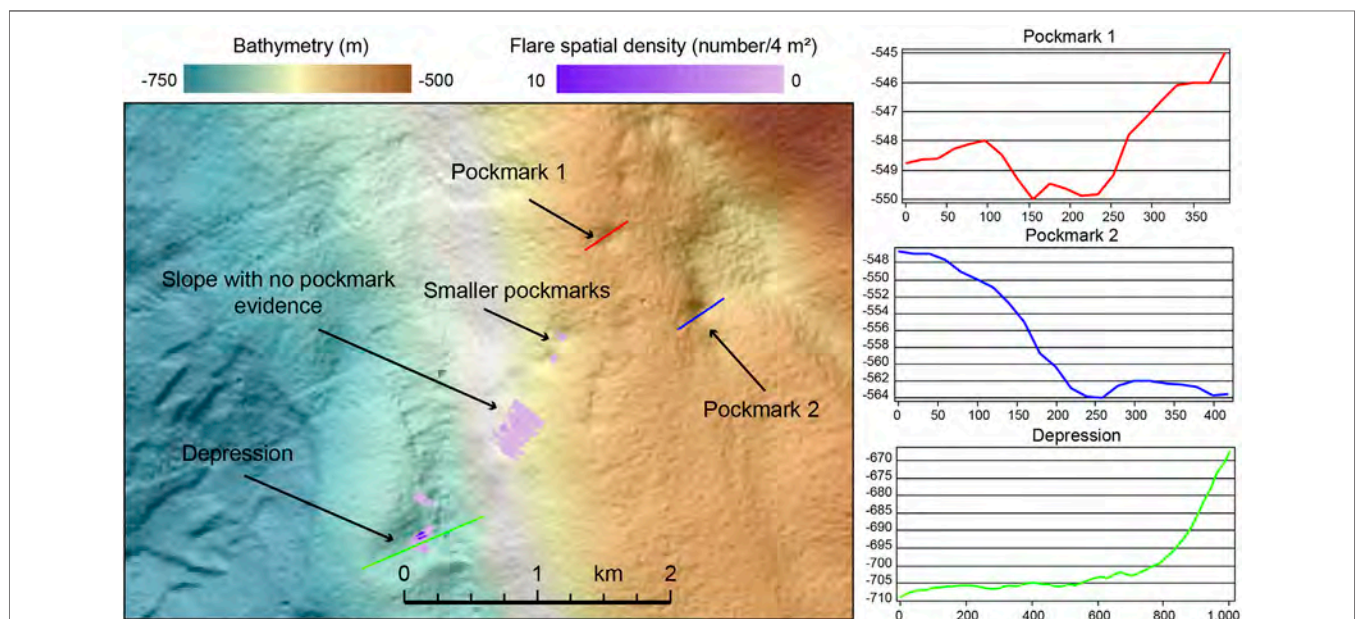 Bathymetry (m)
-750
-500
Flare spatial density (number/4 m²)
10
0
Pockmark 1
Slope with no pockmark
evidence
Smaller pockmarks
Pockmark 2
Depression
0 1 km 2
Pockmark 1
-545
-546
-547
-548
-549
-550
0 50 100 150 200 250 300 350
Pockmark 2
-548
-550
-552
-554
-556
-558
-560
-562
-564
0 50 100 150 200 250 300 350 400
Depression
-670
-675
-680
-685
-690
-695
-700
-705
-710
0 200 400 600 800 1.000